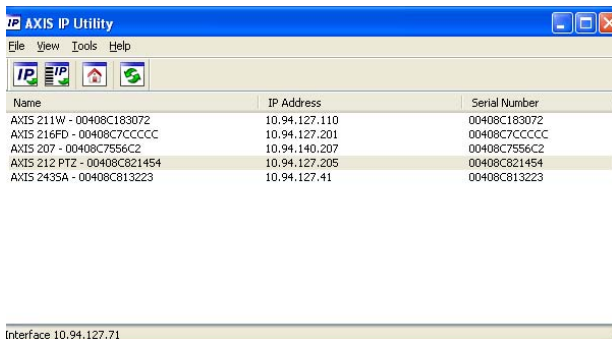 IP AXIS IP Utility
File View Tools Help
IP IP
Name IP Address Serial Number
AXIS 211W - 00408C183072 10.94.127.110 00408C183072
AXIS 216FD - 00408C7CCCCC 10.94.127.201 00408C7CCCCC
AXIS 207 - 00408C7556C2 10.94.140.207 00408C7556C2
AXIS 212 PTZ - 00408C821454 10.94.127.205 00408C821454
AXIS 243SA - 00408C813223 10.94.127.41 00408C813223
Interface 10.94.127.71